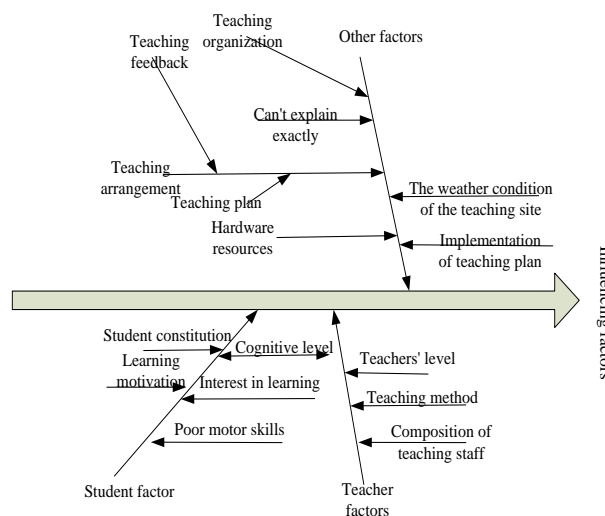 Teaching
organization
Other factors
Teaching
feedback
Can't explain
exactly
Teaching
arrangement
Teaching plan
The weather condition
of the teaching site
Hardware
resources
Implementation
of teaching plan
Influencing factors
Student constitution
Cognitive level
Learning
motivation
Teachers' level
Interest in learning
Teaching method
Poor motor skills
Composition of
teaching staff
Student factor
Teacher
factors